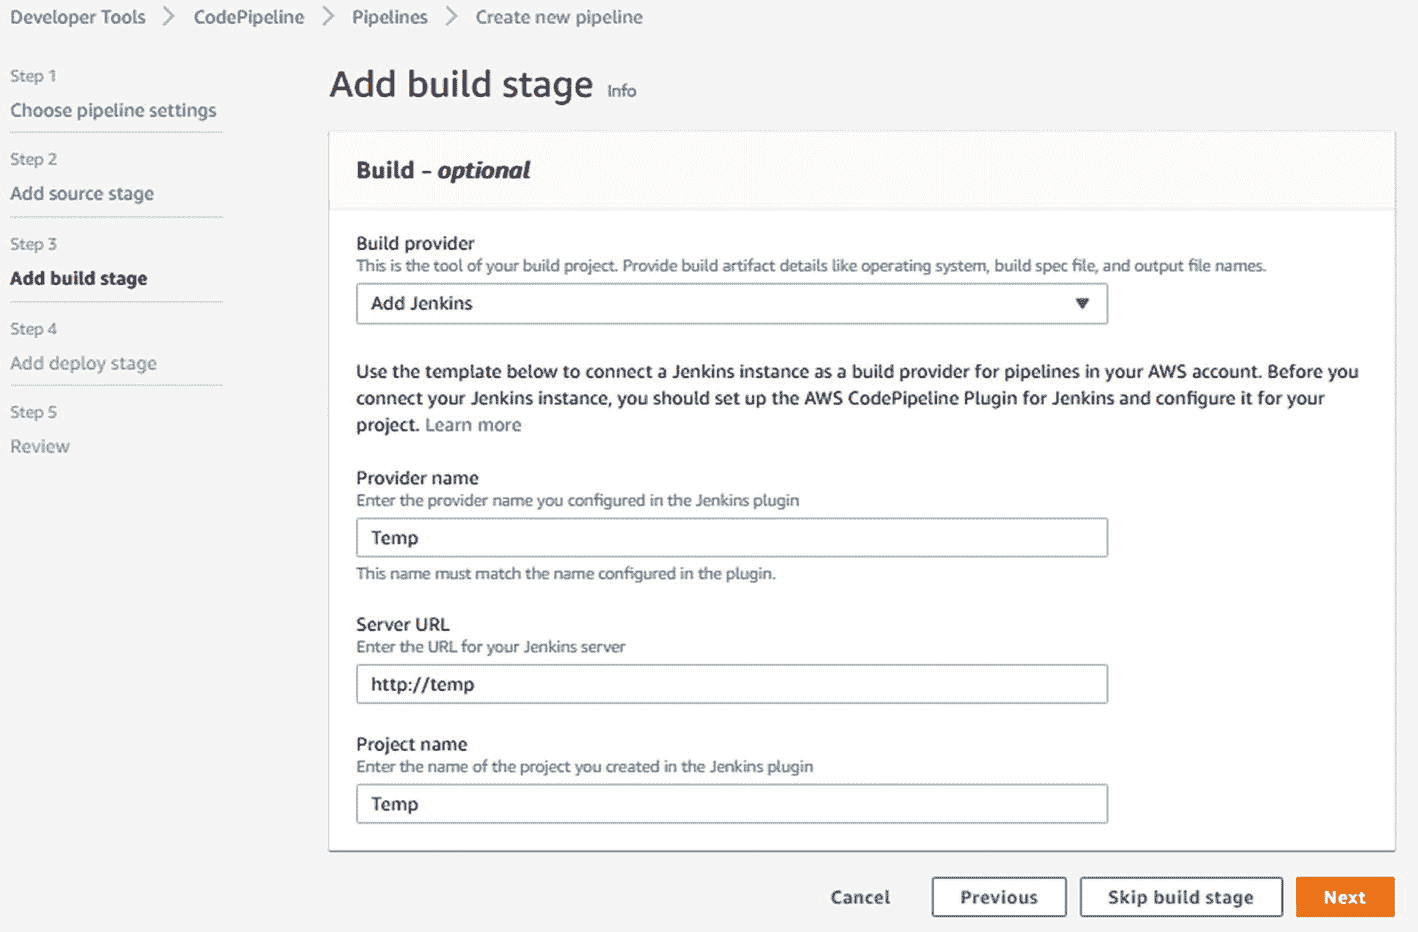 Developer Tools > CodePipeline > Pipelines > Create new pipeline
Step 1
Choose pipeline settings
Step 2
Add source stage
Step 3
Add build stage
Step 4
Add deploy stage
Step 5
Review
Add build stage Info
Build - optional
Build provider
This is the tool of your build project. Provide build artifact details like operating system, build spec file, and output file names.
Add Jenkins
Use the template below to connect a Jenkins instance as a build provider for pipelines in your AWS account. Before you
connect your Jenkins instance, you should set up the AWS CodePipeline Plugin for Jenkins and configure it for your
project. Learn more
Provider name
Enter the provider name you configured in the Jenkins plugin
Temp
This name must match the name configured in the plugin.
Server URL
Enter the URL for your Jenkins server
http://temp
Project name
Enter the name of the project you created in the Jenkins plugin
Temp
Cancel Previous Skip build stage Next